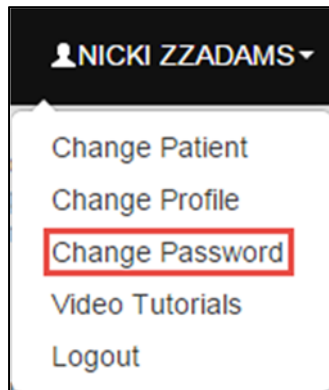 NICKI ZZADAMS
Change Patient
Change Profile
Change Password
Video Tutorials
Logout